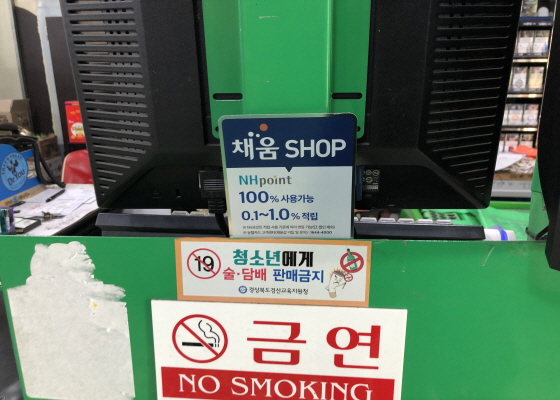 채움 SHOP
NHpoint
100% 사용가능
0.1~1.0% 적립
19
청소년에게
술·담배 판매금지
경상북도경산교육지원청
금연
NO SMOKING